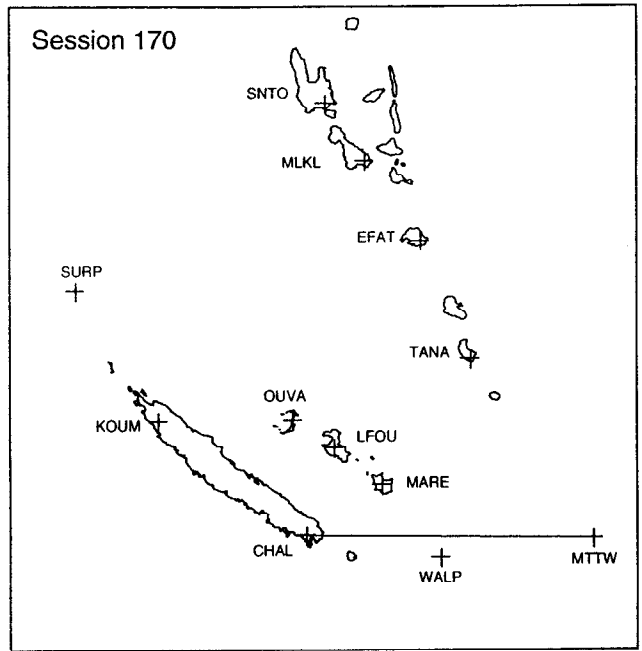 Session 170
SNTO
MLKL
EFAT
SURP
TANA
OUVA
KOUM
LFOU
MARE
CHAL
WALP
MTTW